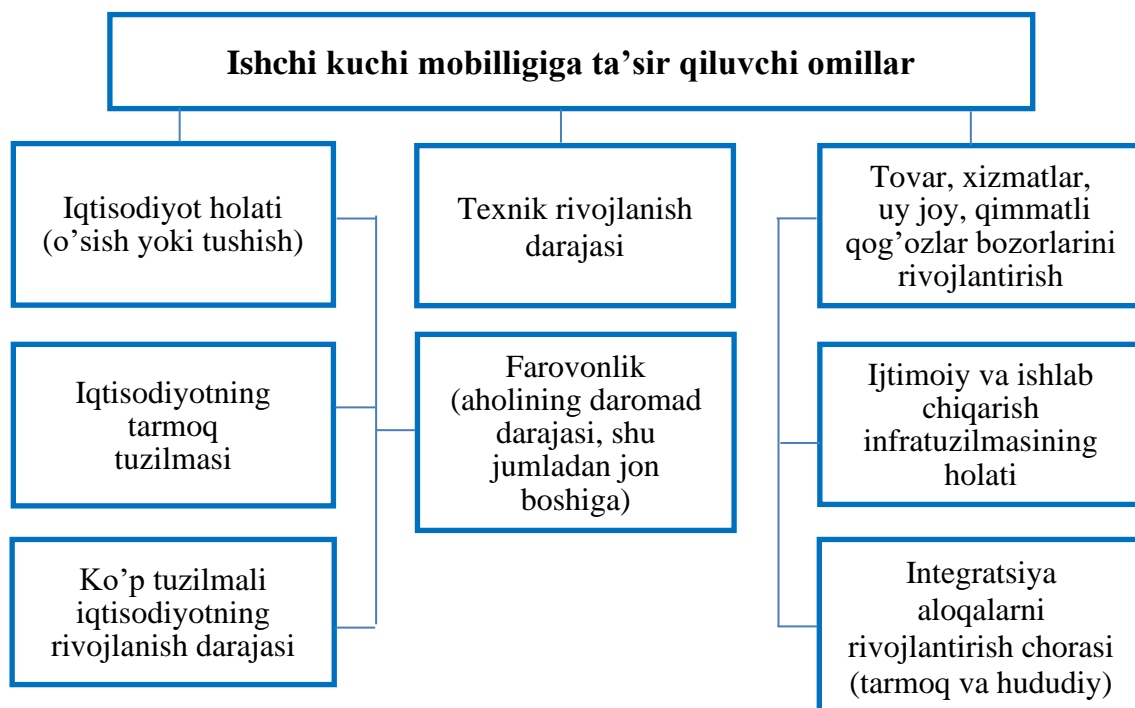 Ishchi kuchi mobilligiga ta’sir qiluvchi omillar
Iqtisodiyot holati
(o’sish yoki tushish)
Texnik rivojlanish
darajasi
Tovar, xizmatlar,
uy joy, qimmatli
qog’ozlar bozorlarini
rivojlantirish
Iqtisodiyotning
tarmoq
tuzilmasi
Farovonlik
(aholining daromad
darajasi, shu
jumladan jon
boshiga)
Ijtimoiy va ishlab
chiqarish
infratuzilmasining
holati
Ko’p tuzilmali
iqtisodiyotning
rivojlanish darajasi
Integratsiya
aloqalarni
rivojlantirish chorasi
(tarmoq va hududiy)